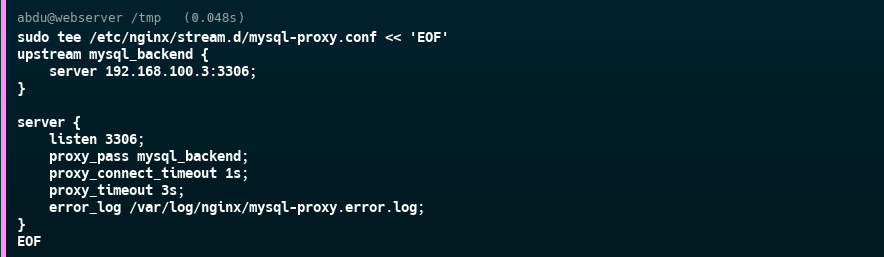 abdu@webserver /tmp (0.048s)
sudo tee /etc/nginx/stream.d/mysql-proxy.conf << 'EOF'
upstream mysql_backend {
    server 192.168.100.3:3306;
}

server {
    listen 3306;
    proxy_pass mysql_backend;
    proxy_connect_timeout 1s;
    proxy_timeout 3s;
    error_log /var/log/nginx/mysql-proxy.error.log;
}
EOF